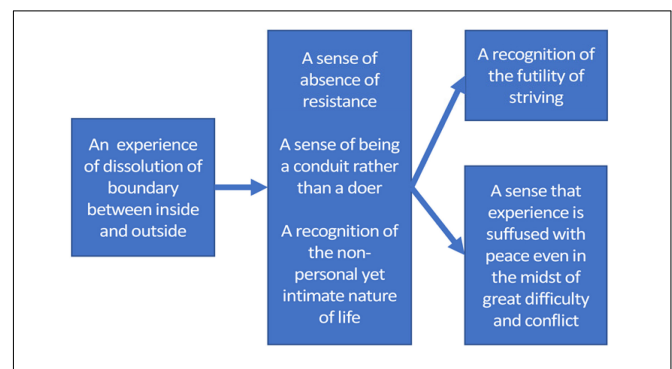 An experience
of dissolution of
boundary
between inside
and outside
A sense of
absence of
resistance
A sense of being
a conduit rather
than a doer
A recognition of
the non-
personal yet
intimate nature
of life
A recognition of
the futility of
striving
A sense that
experience is
suffused with
peace even in
the midst of
great difficulty
and conflict